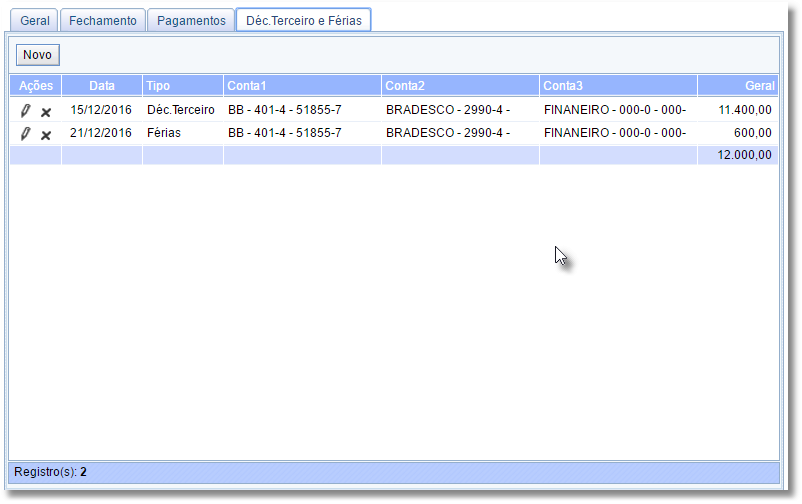 Geral Fechamento Pagamentos Déc.Terceiro e Férias
Novo
Ações Data Tipo Conta1 Conta2 Conta3 Geral
15/12/2016 Déc.Terceiro BB - 401-4 - 51855-7 BRADESCO - 2990-4 - FINANEIRO - 000-0 - 000- 11.400,00
21/12/2016 Férias BB - 401-4 - 51855-7 BRADESCO - 2990-4 - FINANEIRO - 000-0 - 000- 600,00
12.000,00
Registro(s): 2